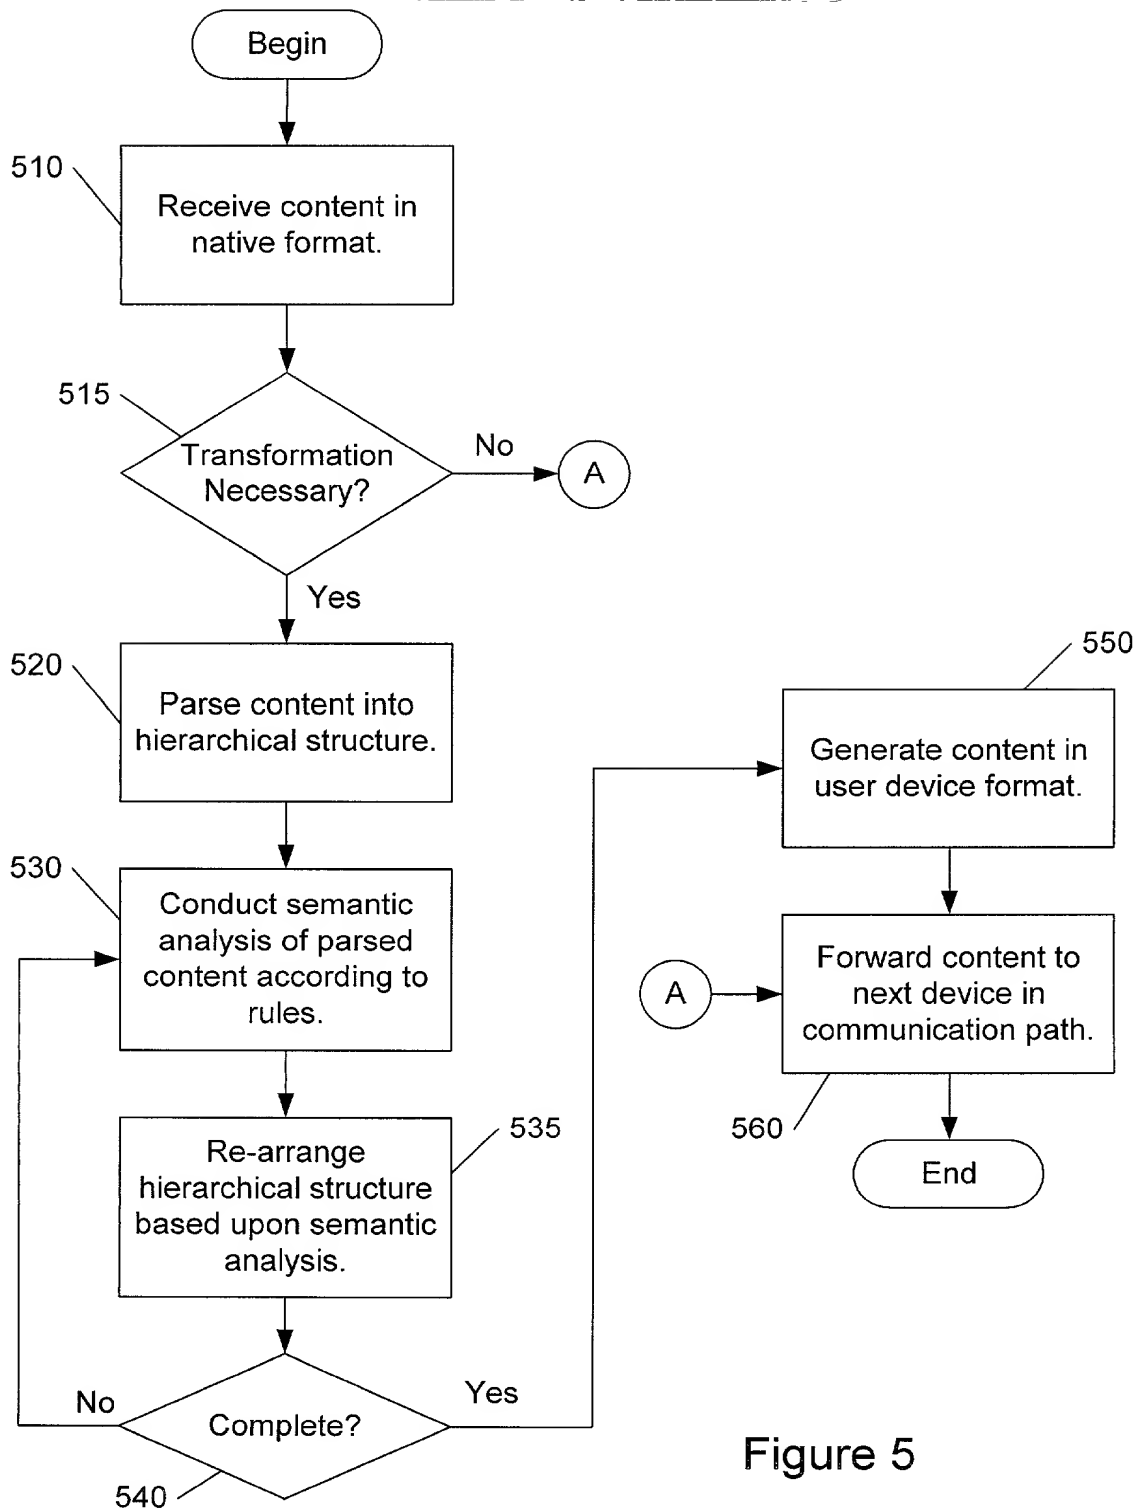 Begin
510
Receive content in
native format.
515
Transformation
Necessary?
No
A
Yes
520
Parse content into
hierarchical structure.
530
Conduct semantic
analysis of parsed
content according to
rules.
Re-arrange
hierarchical structure
based upon semantic
analysis.
535
No
Complete?
Yes
540
550
Generate content in
user device format.
A
Forward content to
next device in
communication path.
560
End
Figure 5